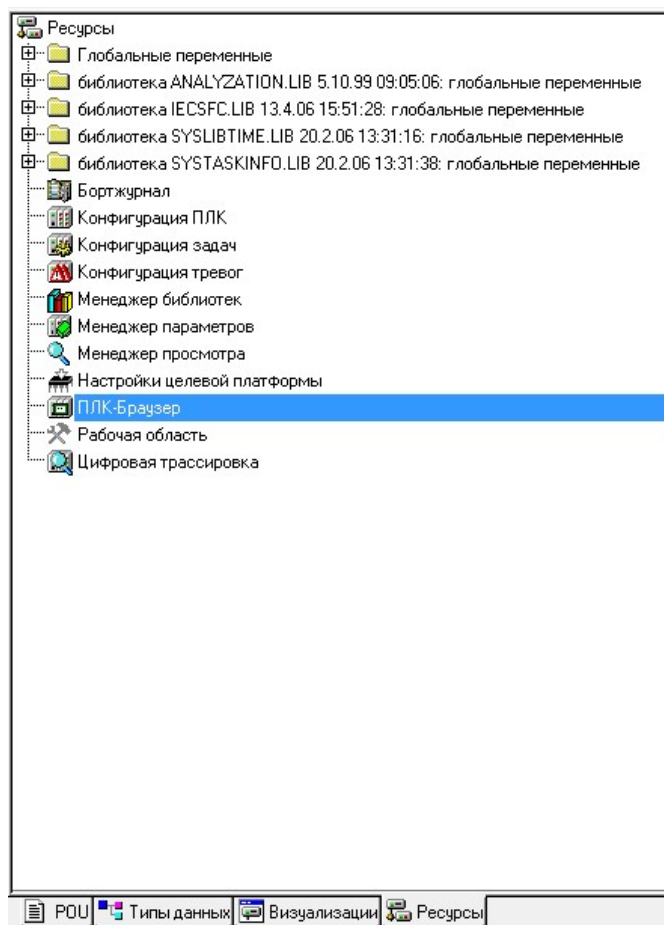 Ресурсы
Глобальные переменные
библиотека ANALYZATION.LIB 5.10.99 09:05:06: глобальные переменные
библиотека IECSFC.LIB 13.4.06 15:51:28: глобальные переменные
библиотека SYSLIBTIME.LIB 20.2.06 13:31:16: глобальные переменные
библиотека SYSTASKINFO.LIB 20.2.06 13:31:38: глобальные переменные
Бортжурнал
Конфигурация ПЛК
Конфигурация задач
Конфигурация тревог
Менеджер библиотек
Менеджер параметров
Менеджер просмотра
Настройки целевой платформы
ПЛК-Браузер
Рабочая область
Цифровая трассировка
POU Типы данных Визуализации Ресурсы